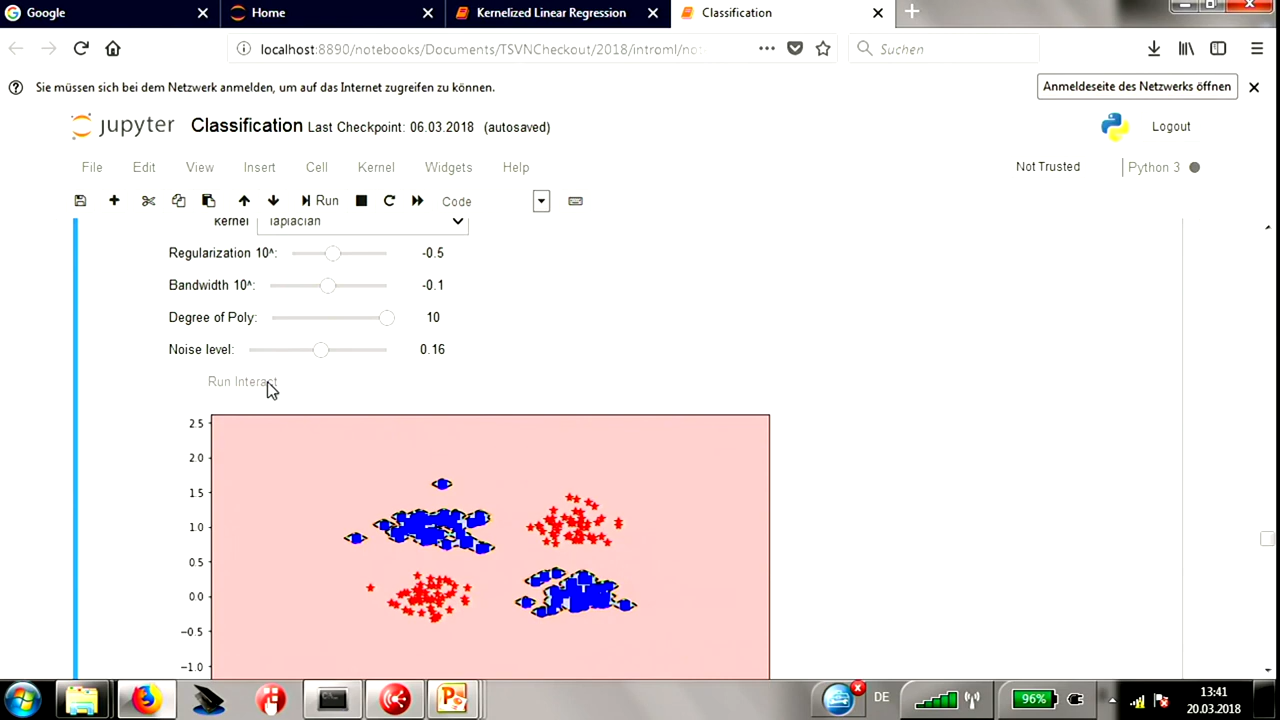 Google
Home
Kernelized Linear Regression
Classification
localhost:8890/notebooks/Documents/TSVNCheckout/2018/introml/not
Suchen
Sie müssen sich bei dem Netzwerk anmelden, um auf das Internet zugreifen zu können.
Anmeldeseite des Netzwerks öffnen
jupyter Classification Last Checkpoint: 06.03.2018 (autosaved)
Logout
File Edit View Insert Cell Kernel Widgets Help
Not Trusted
Python 3
Run
Code
kernel laplacian
Regularization 10^: -0.5
Bandwidth 10^: -0.1
Degree of Poly: 10
Noise level: 0.16
Run Interact
2.5
2.0
1.5
1.0
0.5
0.0
−0.5
−1.0
DE
96%
13:41
20.03.2018